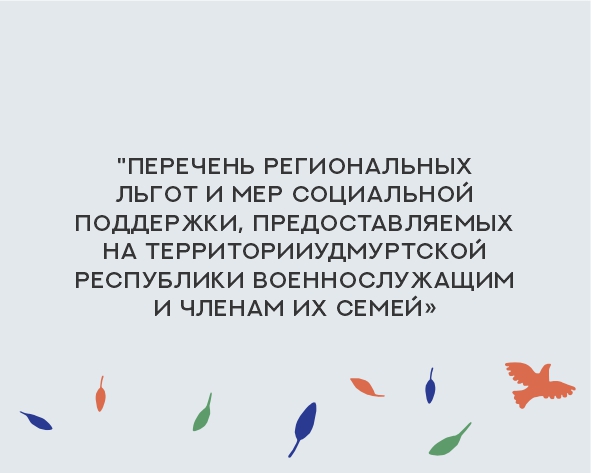 "ПЕРЕЧЕНЬ РЕГИОНАЛЬНЫХ
ЛЬГОТ И МЕР СОЦИАЛЬНОЙ
ПОДДЕРЖКИ, ПРЕДОСТАВЛЯЕМЫХ
НА ТЕРРИТОРИИУДМУРТСКОЙ
РЕСПУБЛИКИ ВОЕННОСЛУЖАЩИМ
И ЧЛЕНАМ ИХ СЕМЕЙ»